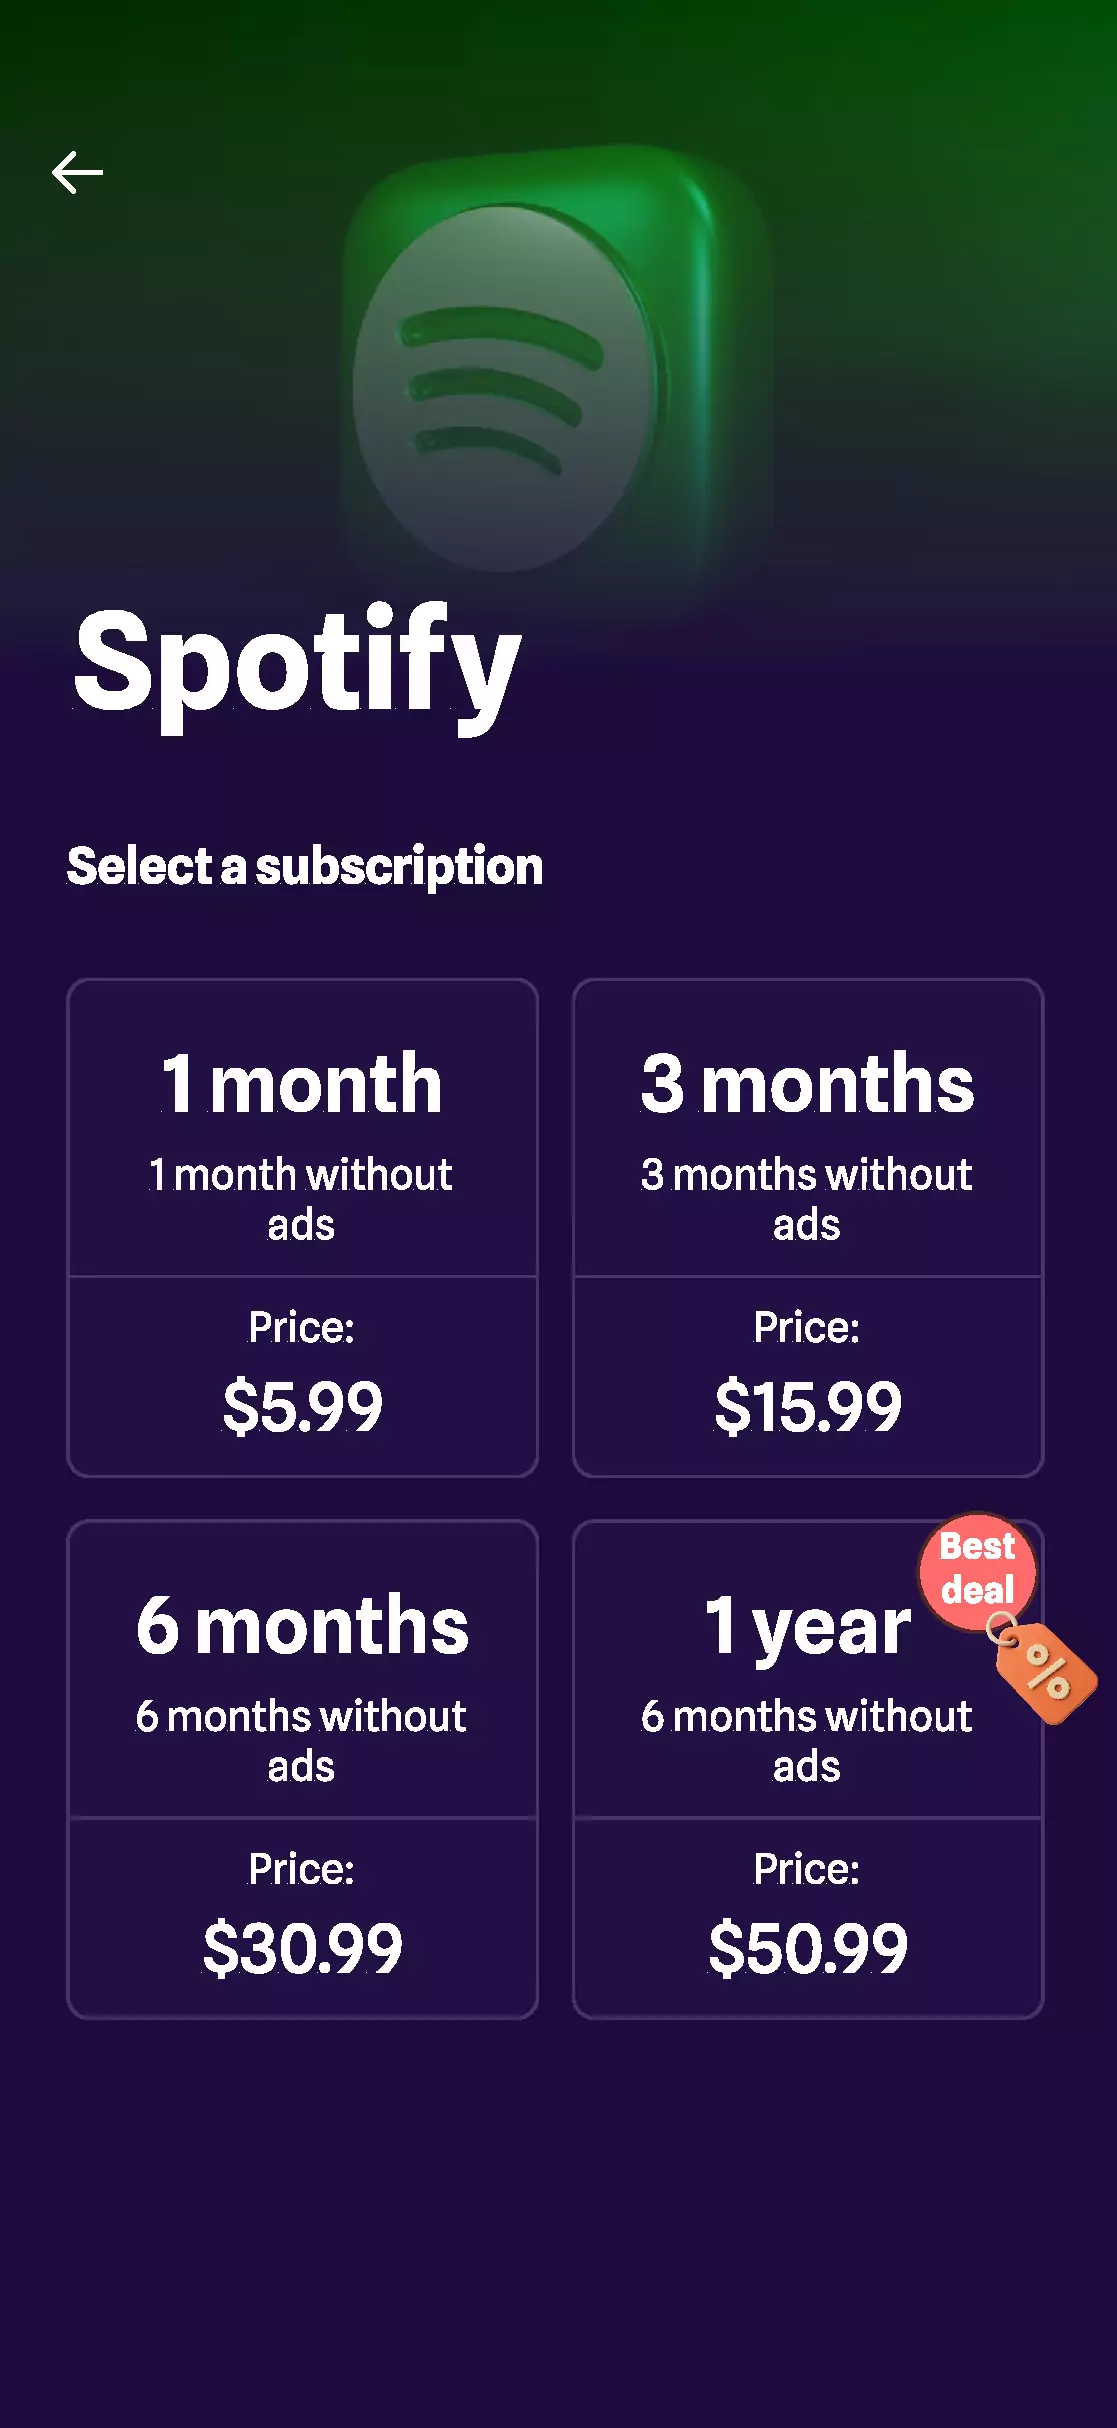 Spotify
Select a subscription
1 month
1 month without
ads
Price:
$5.99
3 months
3 months without
ads
Price:
$15.99
6 months
6 months without
ads
Price:
$30.99
Best
deal
%
1 year
6 months without
ads
Price:
$50.99